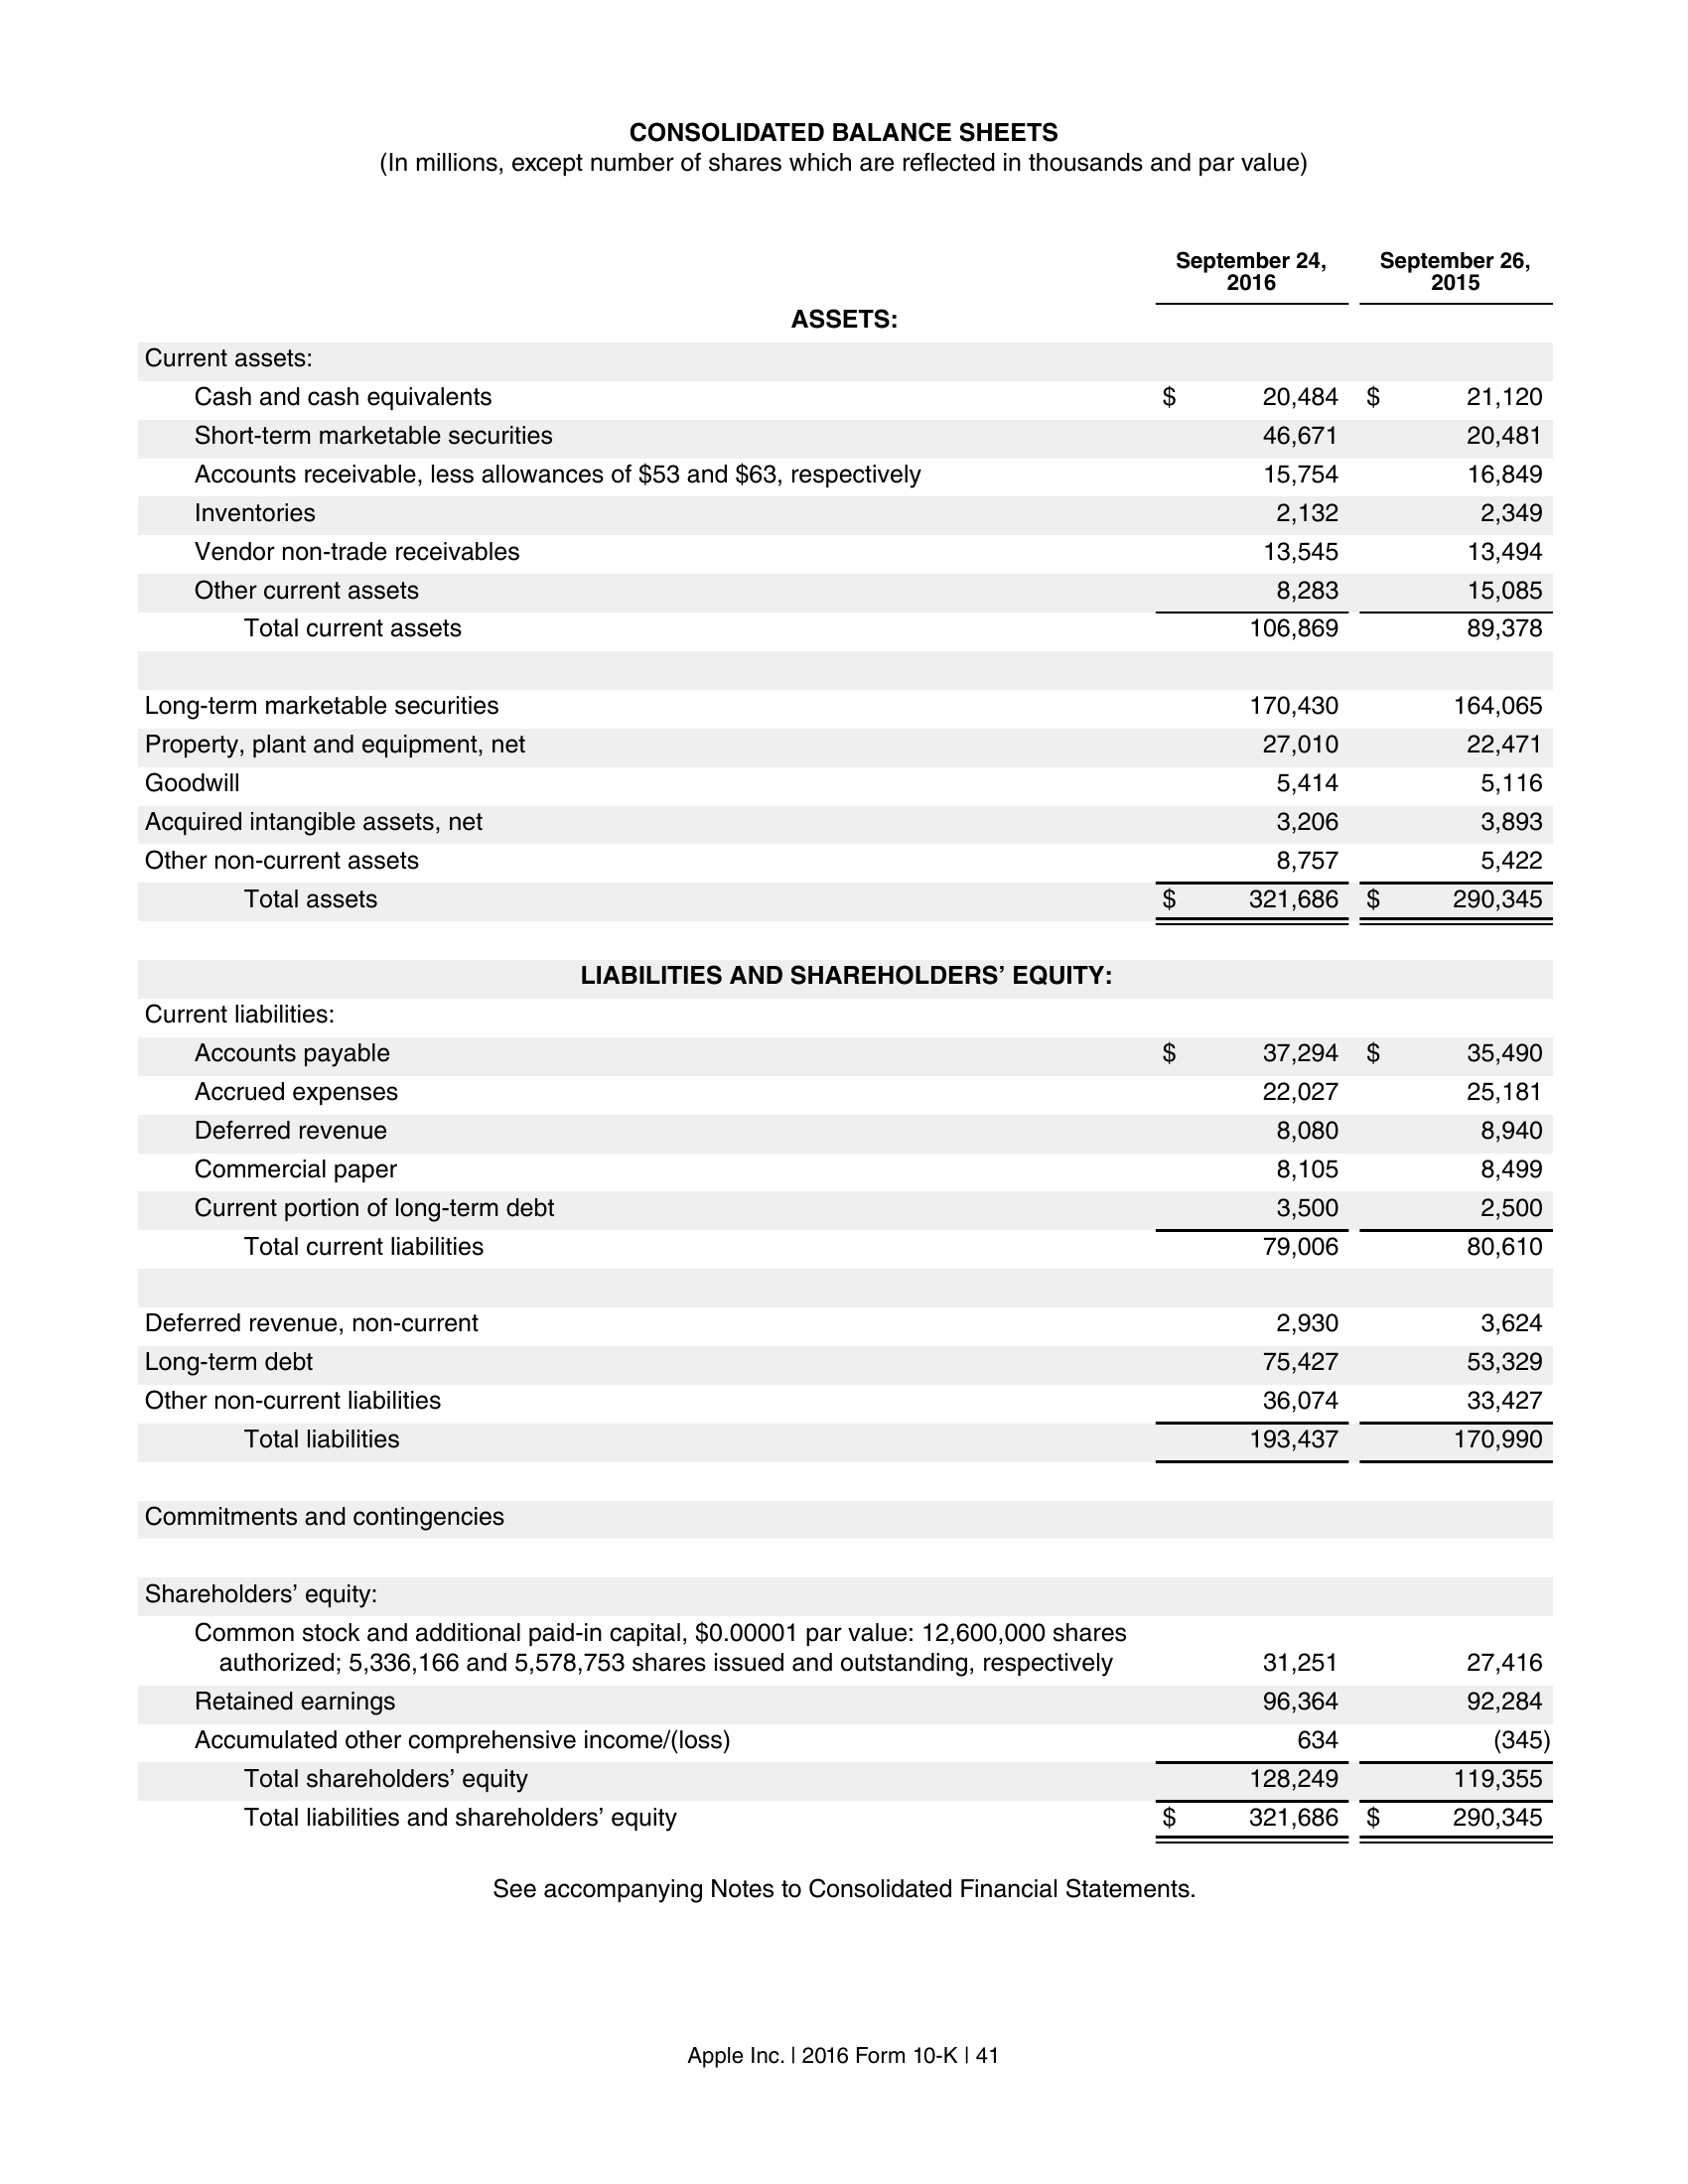 CONSOLIDATED BALANCE SHEETS
(In millions, except number of shares which are reflected in thousands and par value)
September 24, 2016 September 26, 2015
ASSETS:
Current assets:
Cash and cash equivalents $ 20,484 $ 21,120
Short-term marketable securities 46,671 20,481
Accounts receivable, less allowances of $53 and $63, respectively 15,754 16,849
Inventories 2,132 2,349
Vendor non-trade receivables 13,545 13,494
Other current assets 8,283 15,085
Total current assets 106,869 89,378
Long-term marketable securities 170,430 164,065
Property, plant and equipment, net 27,010 22,471
Goodwill 5,414 5,116
Acquired intangible assets, net 3,206 3,893
Other non-current assets 8,757 5,422
Total assets $ 321,686 $ 290,345
LIABILITIES AND SHAREHOLDERS’ EQUITY:
Current liabilities:
Accounts payable $ 37,294 $ 35,490
Accrued expenses 22,027 25,181
Deferred revenue 8,080 8,940
Commercial paper 8,105 8,499
Current portion of long-term debt 3,500 2,500
Total current liabilities 79,006 80,610
Deferred revenue, non-current 2,930 3,624
Long-term debt 75,427 53,329
Other non-current liabilities 36,074 33,427
Total liabilities 193,437 170,990
Commitments and contingencies
Shareholders’ equity:
Common stock and additional paid-in capital, $0.00001 par value: 12,600,000 shares
authorized; 5,336,166 and 5,578,753 shares issued and outstanding, respectively 31,251 27,416
Retained earnings 96,364 92,284
Accumulated other comprehensive income/(loss) 634 (345)
Total shareholders’ equity 128,249 119,355
Total liabilities and shareholders’ equity $ 321,686 $ 290,345
See accompanying Notes to Consolidated Financial Statements.
Apple Inc. | 2016 Form 10-K | 41